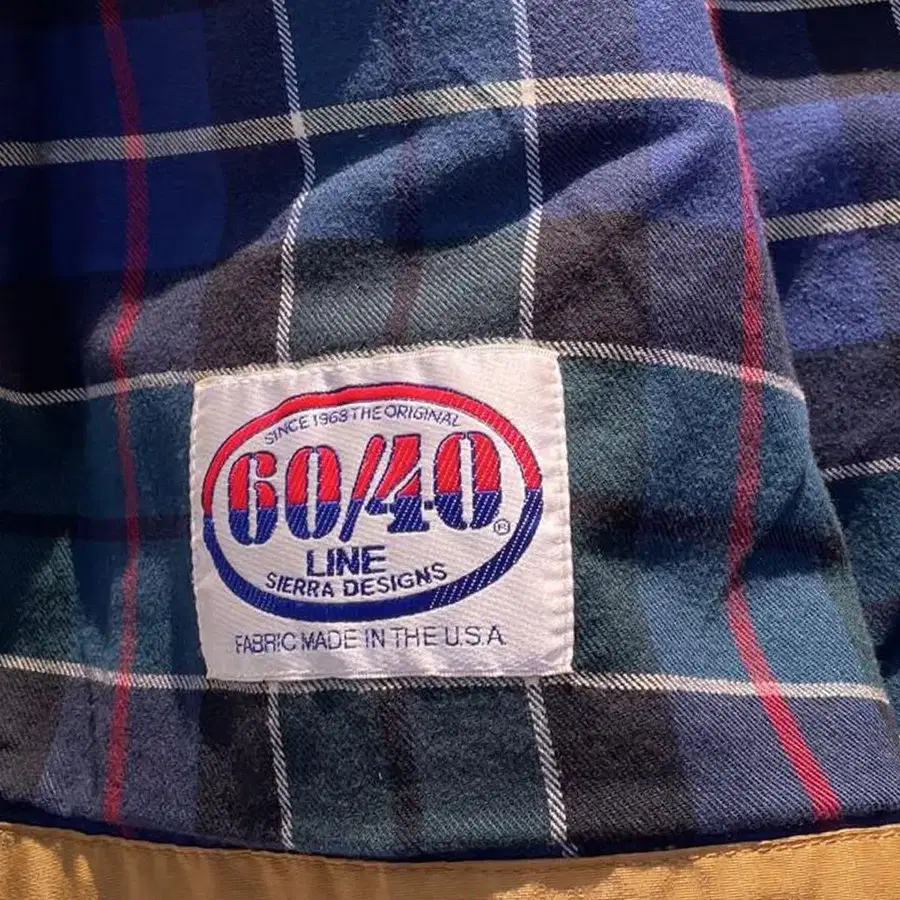 SINCE 1968 THE ORIGINAL
60/40
®
LINE
SIERRA DESIGNS
FABRIC MADE IN THE U.S.A